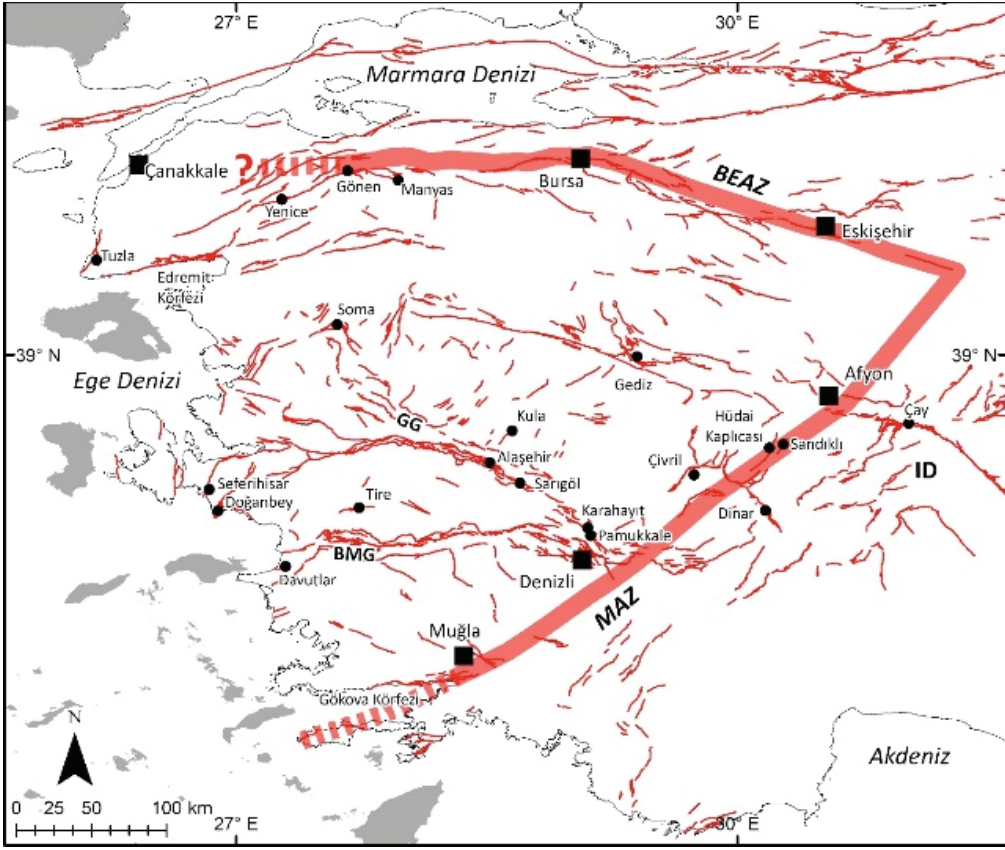 27° E
30° E
Marmara Denizi
?
Çanakkale
Gönen
Manyas
Bursa
BEAZ
Yenice
Eşkişehir
Tuzla
Edremit
Körfezi
Soma
39° N
39° N
Ege Denizi
Gediz
Afyon
Çay
GG
Kula
Hüdai
Kaplıcası
Sarıdıklı
Alaşehir
Çivril
ID
Seferihisar
Sarıgöl
Doğanbey
Tire
Dinar
Karahayıt
Pamukkale
BMG
Davutlar
Denizli
MAZ
Muğla
Gökova Körfezi
N
Akdeniz
0 25 50 100 km
27° E
30° E